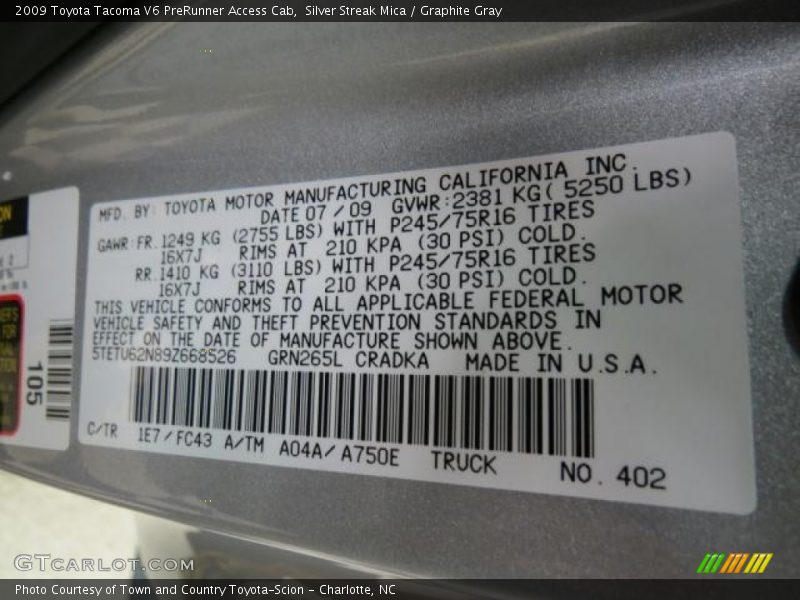 2009 Toyota Tacoma V6 PreRunner Access Cab,  Silver Streak Mica / Graphite Gray
MFD. BY: TOYOTA MOTOR MANUFACTURING CALIFORNIA INC.
DATE 07 / 09  GVWR:2381 KG( 5250 LBS)
GAWR:FR. 1249 KG (2755 LBS) WITH P245/75R16 TIRES
16X7J RIMS AT 210 KPA (30 PSI) COLD.
RR. 1410 KG (3110 LBS) WITH P245/75R16 TIRES
16X7J RIMS AT 210 KPA (30 PSI) COLD.
THIS VEHICLE CONFORMS TO ALL APPLICABLE FEDERAL MOTOR
VEHICLE SAFETY AND THEFT PREVENTION STANDARDS IN
EFFECT ON THE DATE OF MANUFACTURE SHOWN ABOVE.
5TETU62N89Z668526 GRN265L CRADKA MADE IN U.S.A.
C/TR 1E7/FC43 A/TM A04A/A750E TRUCK NO. 402
105
GTcarlot.com
Photo Courtesy of Town and Country Toyota-Scion - Charlotte, NC